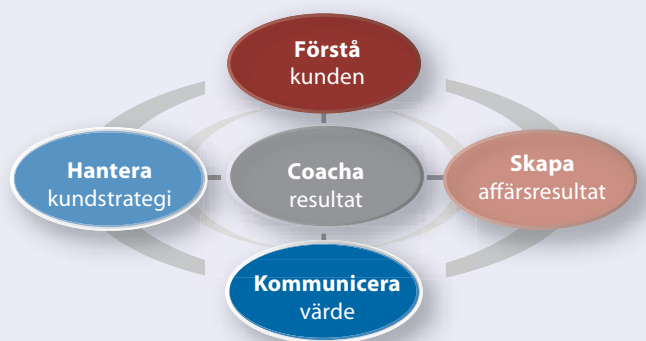 Förstå
kunden
Hantera
kundstrategi
Coacha
resultat
Skapa
affärsresultat
Kommunicera
värde